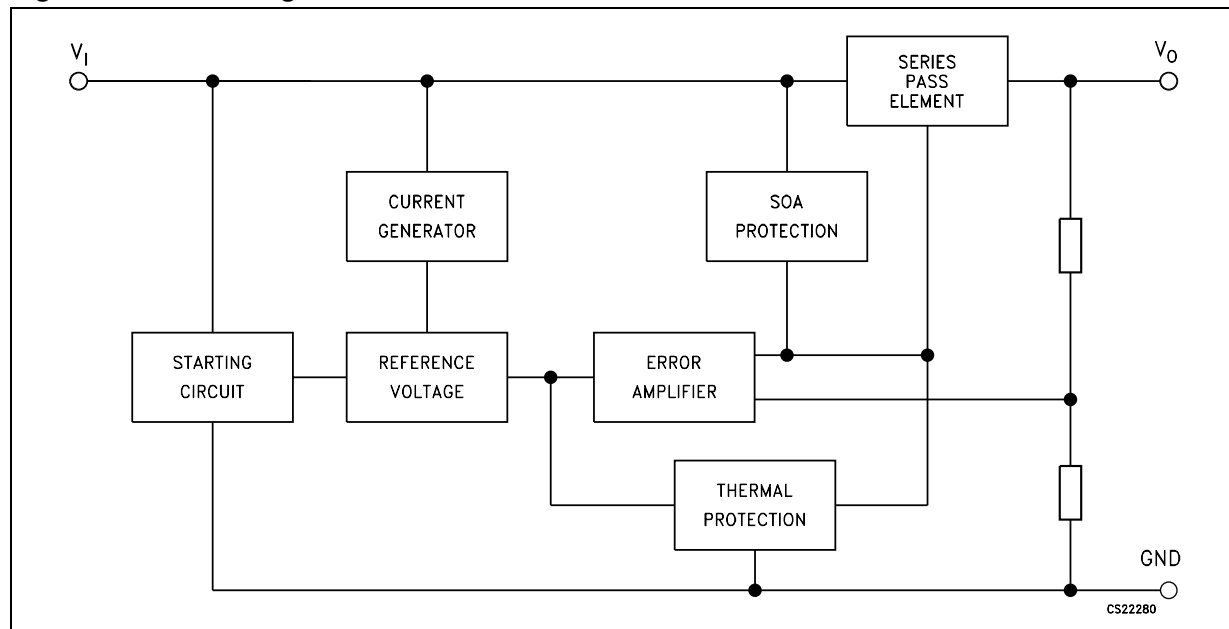 V_I
V_O
SERIES
PASS
ELEMENT
CURRENT
GENERATOR
SOA
PROTECTION
STARTING
CIRCUIT
REFERENCE
VOLTAGE
ERROR
AMPLIFIER
THERMAL
PROTECTION
GND
CS22280